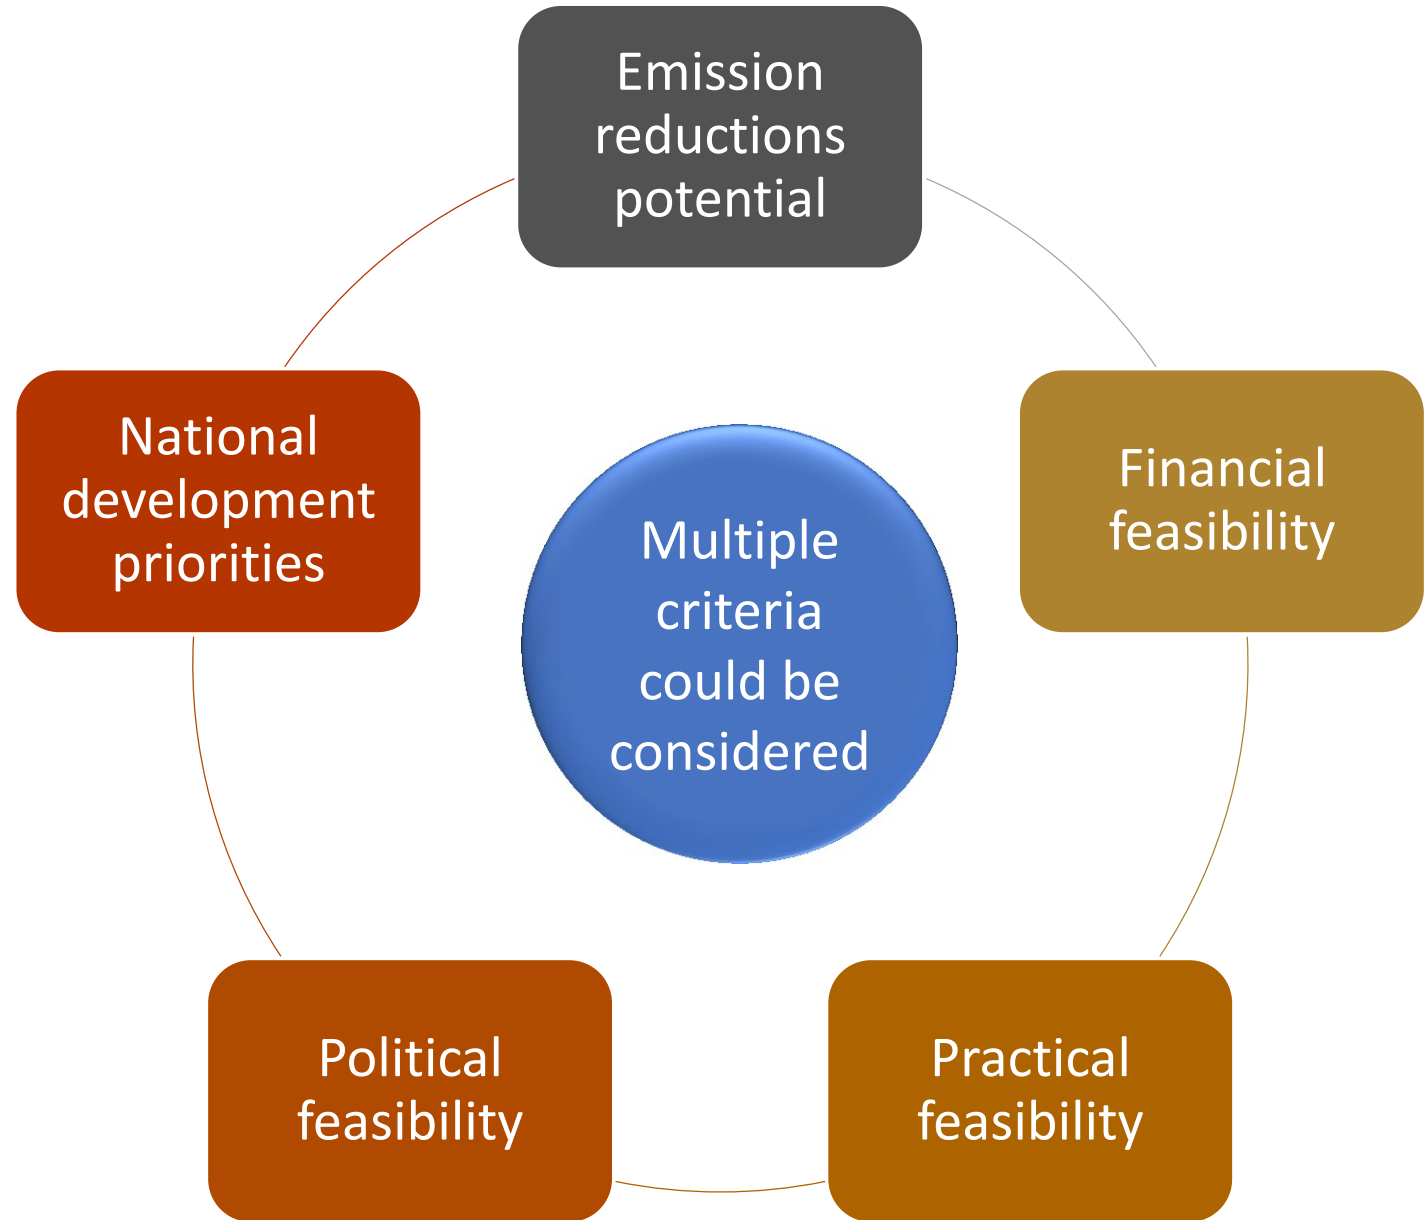 Emission
reductions
potential
National
development
priorities
Financial
feasibility
Multiple
criteria
could be
considered
Political
feasibility
Practical
feasibility